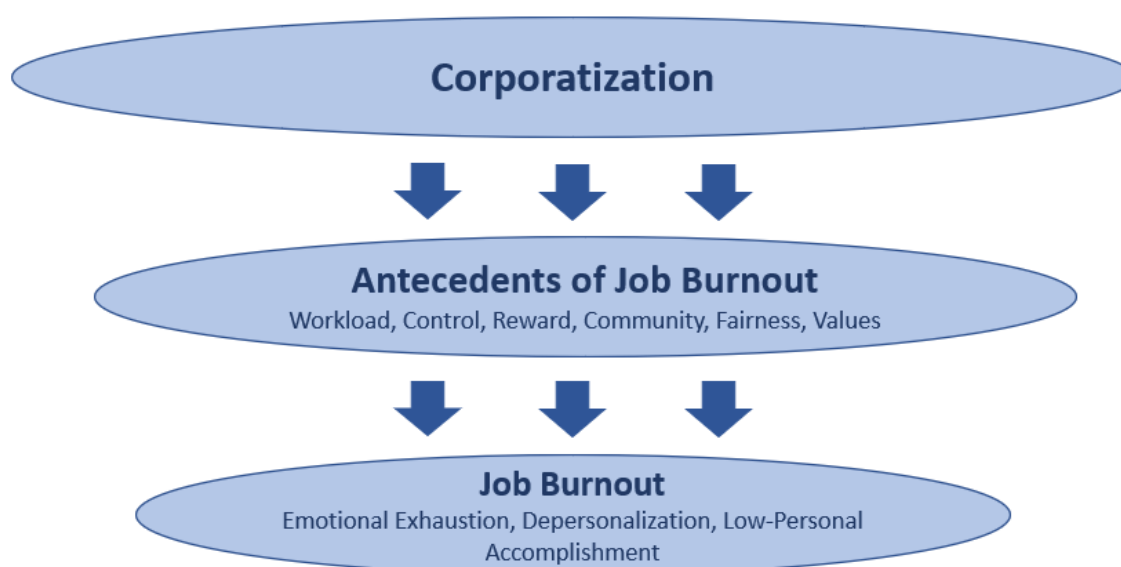 Corporatization
Antecedents of Job Burnout
Workload, Control, Reward, Community, Fairness, Values
Job Burnout
Emotional Exhaustion, Depersonalization, Low-Personal
Accomplishment